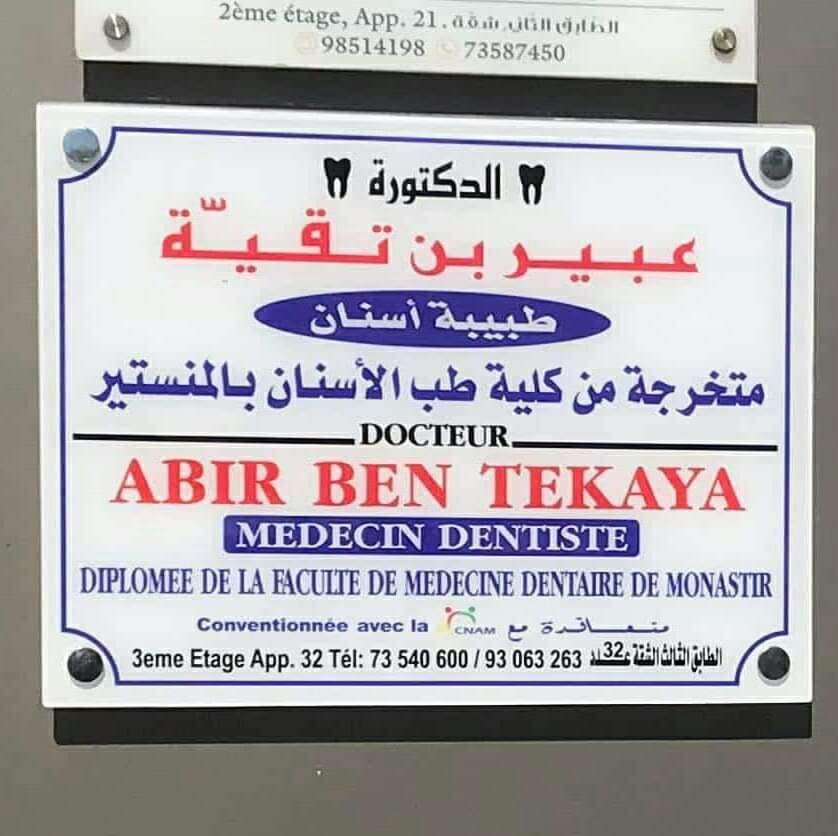 2ème étage, App. 21 . الطابق الثاني, شقة
98514198 73587450
الدكتورة
عبير بن تقيّة
طبيبة أسنان
متخرجة من كلية طب الأسنان بالمنستير
DOCTEUR
ABIR BEN TEKAYA
MEDECIN DENTISTE
DIPLOMEE DE LA FACULTE DE MEDECINE DENTAIRE DE MONASTIR
Conventionnée avec la CNAM متعاقدة مع
3eme Etage App. 32 Tél: 73 540 600 / 93 063 263 الطابق الثالث الشقة عدد 32